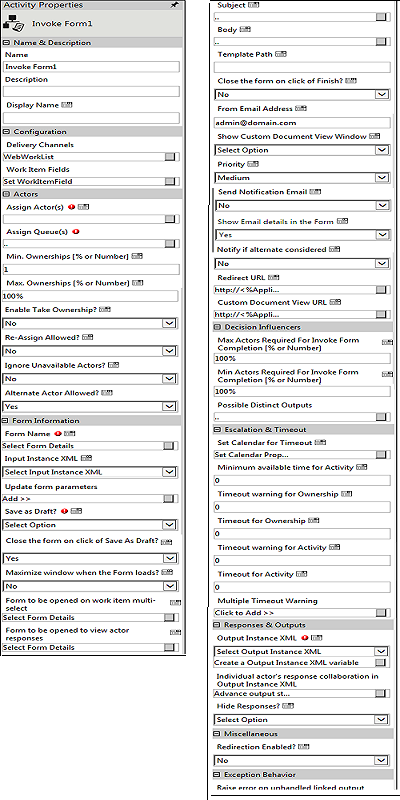 Activity Properties
Invoke Form1
Name & Description
Name
Invoke Form1
Description
Display Name
Configuration
Delivery Channels
WebWorkList
Work Item Fields
Set WorkItemField
Actors
Assign Actor(s)
Assign Queue(s)
..
Min. Ownerships (% or Number)
1
Max. Ownerships (% or Number)
100%
Enable Take Ownership?
No
Re-Assign Allowed?
No
Ignore Unavailable Actors?
No
Alternate Actor Allowed?
Yes
Form Information
Form Name
Select Form Details
Input Instance XML
Select Input Instance XML
Update form parameters
Add >>
Save as Draft?
Select Option
Close the form on click of Save As Draft?
Yes
Maximize window when the Form loads?
No
Form to be opened on work item multi-
select
Select Form Details
Form to be opened to view actor
responses
Select Form Details
Subject
..
Body
..
Template Path
Close the form on click of Finish?
No
From Email Address
admin@domain.com
Show Custom Document View Window
Select Option
Priority
Medium
Send Notification Email
No
Show Email details in the Form
Yes
Notify if alternate considered
No
Redirect URL
http://<%Appli...
Custom Document View URL
http://<%Appli...
Decision Influencers
Max Actors Required For Invoke Form
Completion (% or Number)
100%
Min Actors Required For Invoke Form
Completion (% or Number)
100%
Possible Distinct Outputs
..
Escalation & Timeout
Set Calendar for Timeout
Set Calendar Prop...
Minimum available time for Activity
0
Timeout warning for Ownership
0
Timeout for Ownership
0
Timeout warning for Activity
0
Timeout for Activity
0
Multiple Timeout Warning
Click to Add >>
Responses & Outputs
Output Instance XML
Select Output Instance XML
Create a Output Instance XML variable
Individual actor's response collaboration in
Output Instance XML
Advance output st...
Hide Responses?
Select Option
Miscellaneous
Redirection Enabled?
No
Exception Behavior
Raise error on unhandled linked output